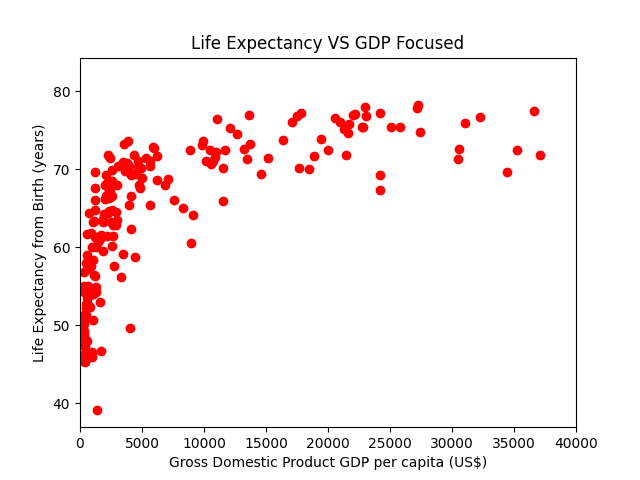 Life Expectancy VS GDP Focused
80
70
60
50
40
Life Expectancy from Birth (years)
0 5000 10000 15000 20000 25000 30000 35000 40000
Gross Domestic Product GDP per capita (US$)